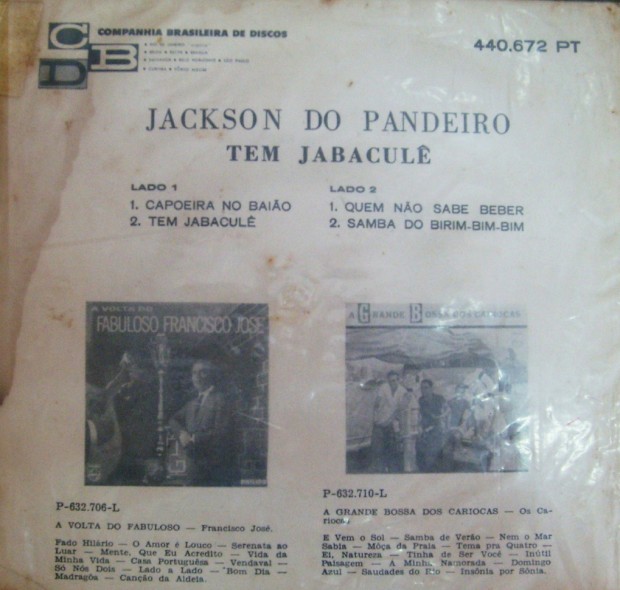 CBD
COMPANHIA BRASILEIRA DE DISCOS
440.672 PT
JACKSON DO PANDEIRO
TEM JABACULÊ
LADO 1
1. CAPOEIRA NO BAIÃO
2. TEM JABACULÊ
LADO 2
1. QUEM NÃO SABE BEBER
2. SAMBA DO BIRIM-BIM-BIM
A VOLTA DO
FABULOSO FRANCISCO JOSÉ
P-632.706-L
A VOLTA DO FABULOSO — Francisco José.
Fado Hilário — O Amor é Louco — Serenata ao
Luar — Mente, Que Eu Acredito — Vida da
Minha Vida — Casa Portuguêsa — Vendaval —
Só Nós Dois — Lado a Lado — Bom Dia —
Madragôa — Canção da Aldeia.
A GRANDE BOSSA DOS CARIOCAS
P-632.710-L
A GRANDE BOSSA DOS CARIOCAS — Os Ca-
riocas,
E Vem o Sol — Samba de Verão — Nem o Mar
Sabia — Môça da Praia — Tema pra Quatro —
Ei, Natureza — Tinha de Ser Você — Inútil
Paisagem — A Minha Namorada — Domingo
Azul — Saudades do Rio — Insônia por Sônia.